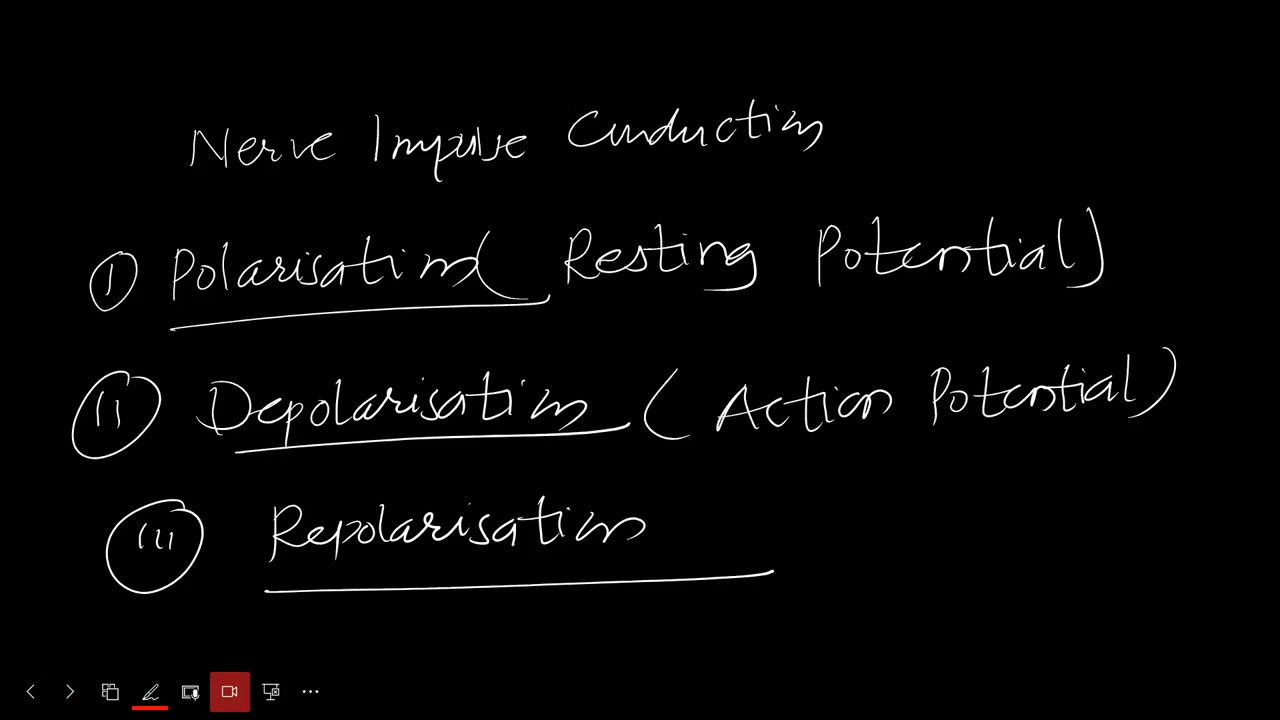 Nerve Impulse Conduction
(i) Polarisation (Resting Potential)
(ii) Depolarisation (Action Potential)
(iii) Repolarisation